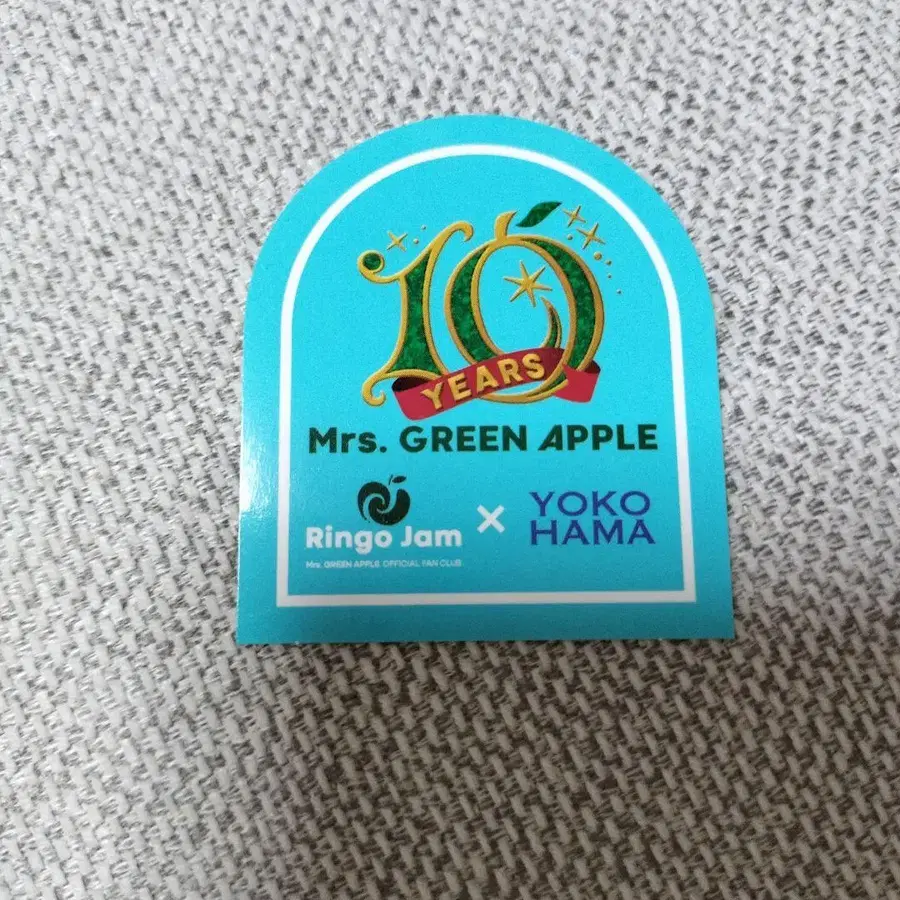 10
YEARS
Mrs. GREEN APPLE
Ringo Jam × YOKO HAMA
Mrs. GREEN APPLE OFFICIAL FAN CLUB